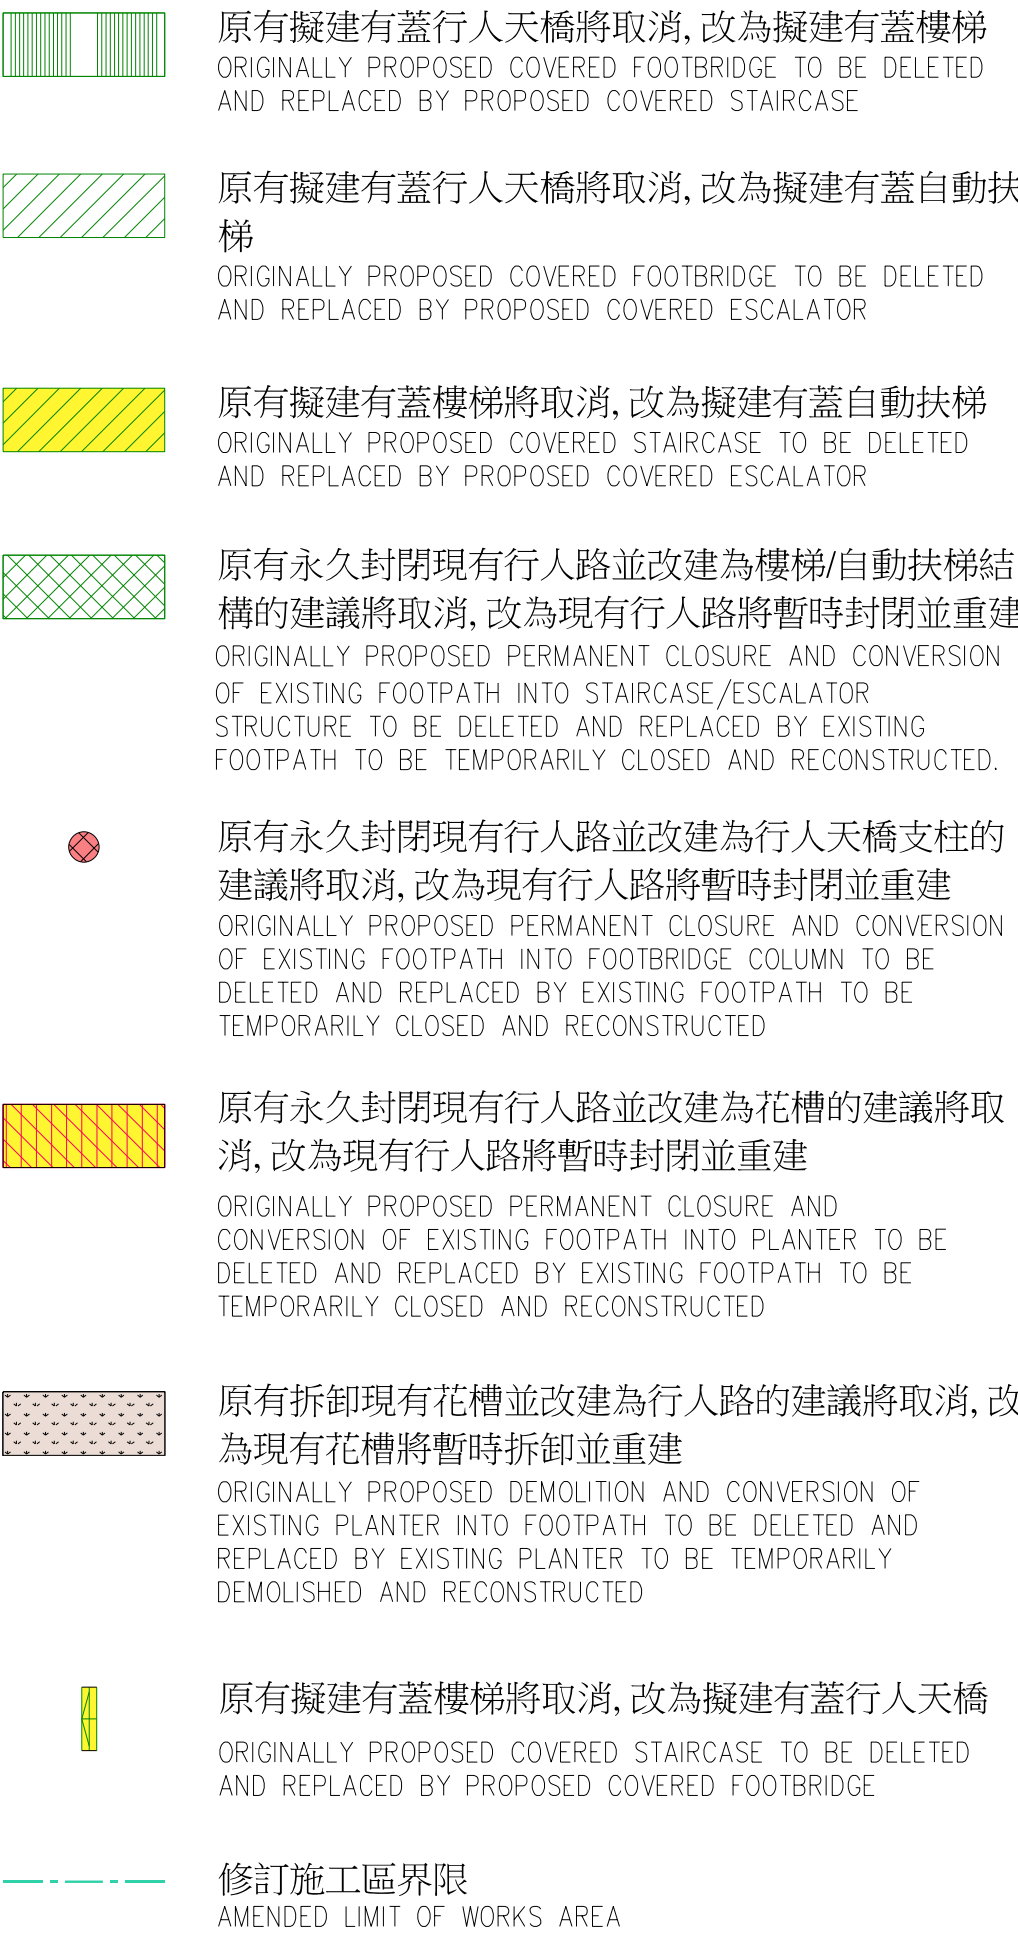 原有擬建有蓋行人天橋將取消, 改為擬建有蓋樓梯
ORIGINALLY PROPOSED COVERED FOOTBRIDGE TO BE DELETED
AND REPLACED BY PROPOSED COVERED STAIRCASE
原有擬建有蓋行人天橋將取消, 改為擬建有蓋自動扶
梯
ORIGINALLY PROPOSED COVERED FOOTBRIDGE TO BE DELETED
AND REPLACED BY PROPOSED COVERED ESCALATOR
原有擬建有蓋樓梯將取消, 改為擬建有蓋自動扶梯
ORIGINALLY PROPOSED COVERED STAIRCASE TO BE DELETED
AND REPLACED BY PROPOSED COVERED ESCALATOR
原有永久封閉現有行人路並改建為樓梯/自動扶梯結
構的建議將取消, 改為現有行人路將暫時封閉並重建
ORIGINALLY PROPOSED PERMANENT CLOSURE AND CONVERSION
OF EXISTING FOOTPATH INTO STAIRCASE/ESCALATOR
STRUCTURE TO BE DELETED AND REPLACED BY EXISTING
FOOTPATH TO BE TEMPORARILY CLOSED AND RECONSTRUCTED.
原有永久封閉現有行人路並改建為行人天橋支柱的
建議將取消, 改為現有行人路將暫時封閉並重建
ORIGINALLY PROPOSED PERMANENT CLOSURE AND CONVERSION
OF EXISTING FOOTPATH INTO FOOTBRIDGE COLUMN TO BE
DELETED AND REPLACED BY EXISTING FOOTPATH TO BE
TEMPORARILY CLOSED AND RECONSTRUCTED
原有永久封閉現有行人路並改建為花槽的建議將取
消, 改為現有行人路將暫時封閉並重建
ORIGINALLY PROPOSED PERMANENT CLOSURE AND
CONVERSION OF EXISTING FOOTPATH INTO PLANTER TO BE
DELETED AND REPLACED BY EXISTING FOOTPATH TO BE
TEMPORARILY CLOSED AND RECONSTRUCTED
原有拆卸現有花槽並改建為行人路的建議將取消, 改
為現有花槽將暫時拆卸並重建
ORIGINALLY PROPOSED DEMOLITION AND CONVERSION OF
EXISTING PLANTER INTO FOOTPATH TO BE DELETED AND
REPLACED BY EXISTING PLANTER TO BE TEMPORARILY
DEMOLISHED AND RECONSTRUCTED
原有擬建有蓋樓梯將取消, 改為擬建有蓋行人天橋
ORIGINALLY PROPOSED COVERED STAIRCASE TO BE DELETED
AND REPLACED BY PROPOSED COVERED FOOTBRIDGE
修訂施工區界限
AMENDED LIMIT OF WORKS AREA